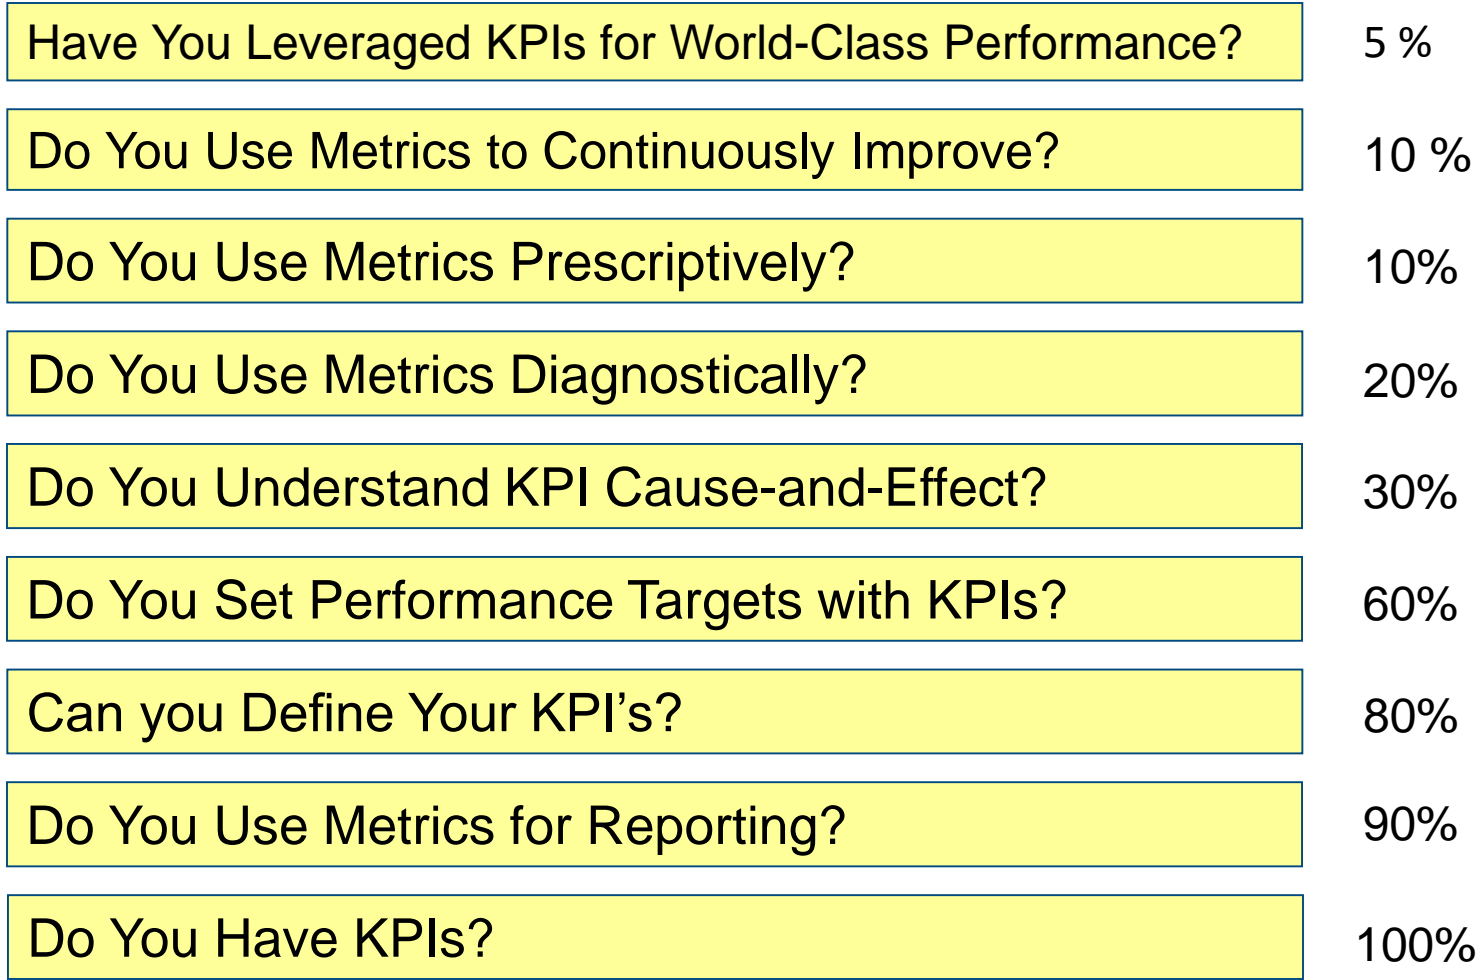 Have You Leveraged KPIs for World-Class Performance? 5 %
Do You Use Metrics to Continuously Improve? 10 %
Do You Use Metrics Prescriptively? 10%
Do You Use Metrics Diagnostically? 20%
Do You Understand KPI Cause-and-Effect? 30%
Do You Set Performance Targets with KPIs? 60%
Can you Define Your KPI’s? 80%
Do You Use Metrics for Reporting? 90%
Do You Have KPIs? 100%